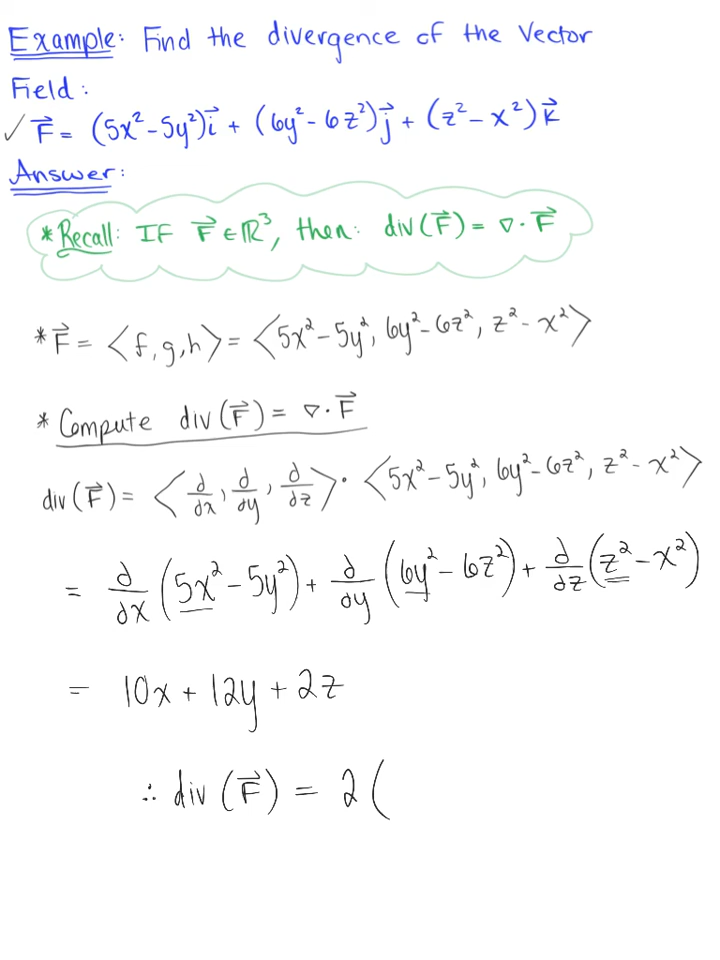 Example: Find the divergence of the Vector
Field:
✓ F⃗ = (5x²-5y²)i⃗ + (6y²-6z²)j⃗ + (z²-x²)k⃗
Answer:
* Recall: IF F⃗ ∈ ℝ³, then: div(F⃗) = ∇·F⃗
* F⃗ = ⟨f,g,h⟩ = ⟨5x²-5y², 6y²-6z², z²-x²⟩
* Compute div(F⃗) = ∇·F⃗
div(F⃗) = ⟨∂/∂x, ∂/∂y, ∂/∂z⟩ · ⟨5x²-5y², 6y²-6z², z²-x²⟩
= ∂/∂x (5x²-5y²) + ∂/∂y (6y²-6z²) + ∂/∂z (z²-x²)
= 10x + 12y + 2z
∴ div(F⃗) = 2(